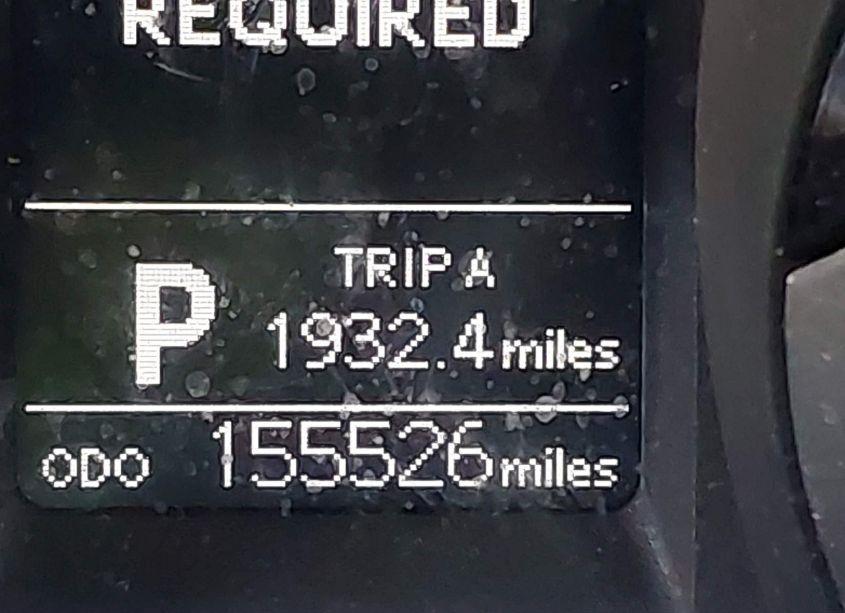 REQUIRED
TRIP A
P
1932.4 miles
ODO 155526 miles